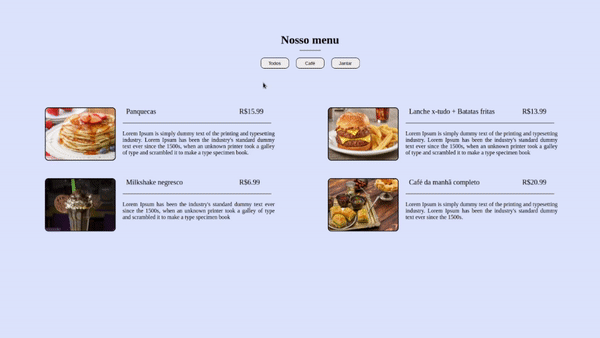 Nosso menu
Todos Café Jantar
Panquecas R$15.99
Lorem Ipsum is simply dummy text of the printing and typesetting
industry. Lorem Ipsum has been the industry's standard dummy
text ever since the 1500s, when an unknown printer took a galley
of type and scrambled it to make a type specimen book.
Lanche x-tudo + Batatas fritas R$13.99
Lorem Ipsum is simply dummy text of the printing and typesetting
industry. Lorem Ipsum has been the industry's standard dummy
text ever since the 1500s, when an unknown printer took a galley
of type and scrambled it to make a type specimen book.
Milkshake negresco R$6.99
Lorem Ipsum has been the industry's standard dummy text ever
since the 1500s, when an unknown printer took a galley of type
and scrambled it to make a type specimen book
Café da manhã completo R$20.99
Lorem Ipsum is simply dummy text of the printing and typesetting
industry. Lorem Ipsum has been the industry's standard dummy
text ever since the 1500s.